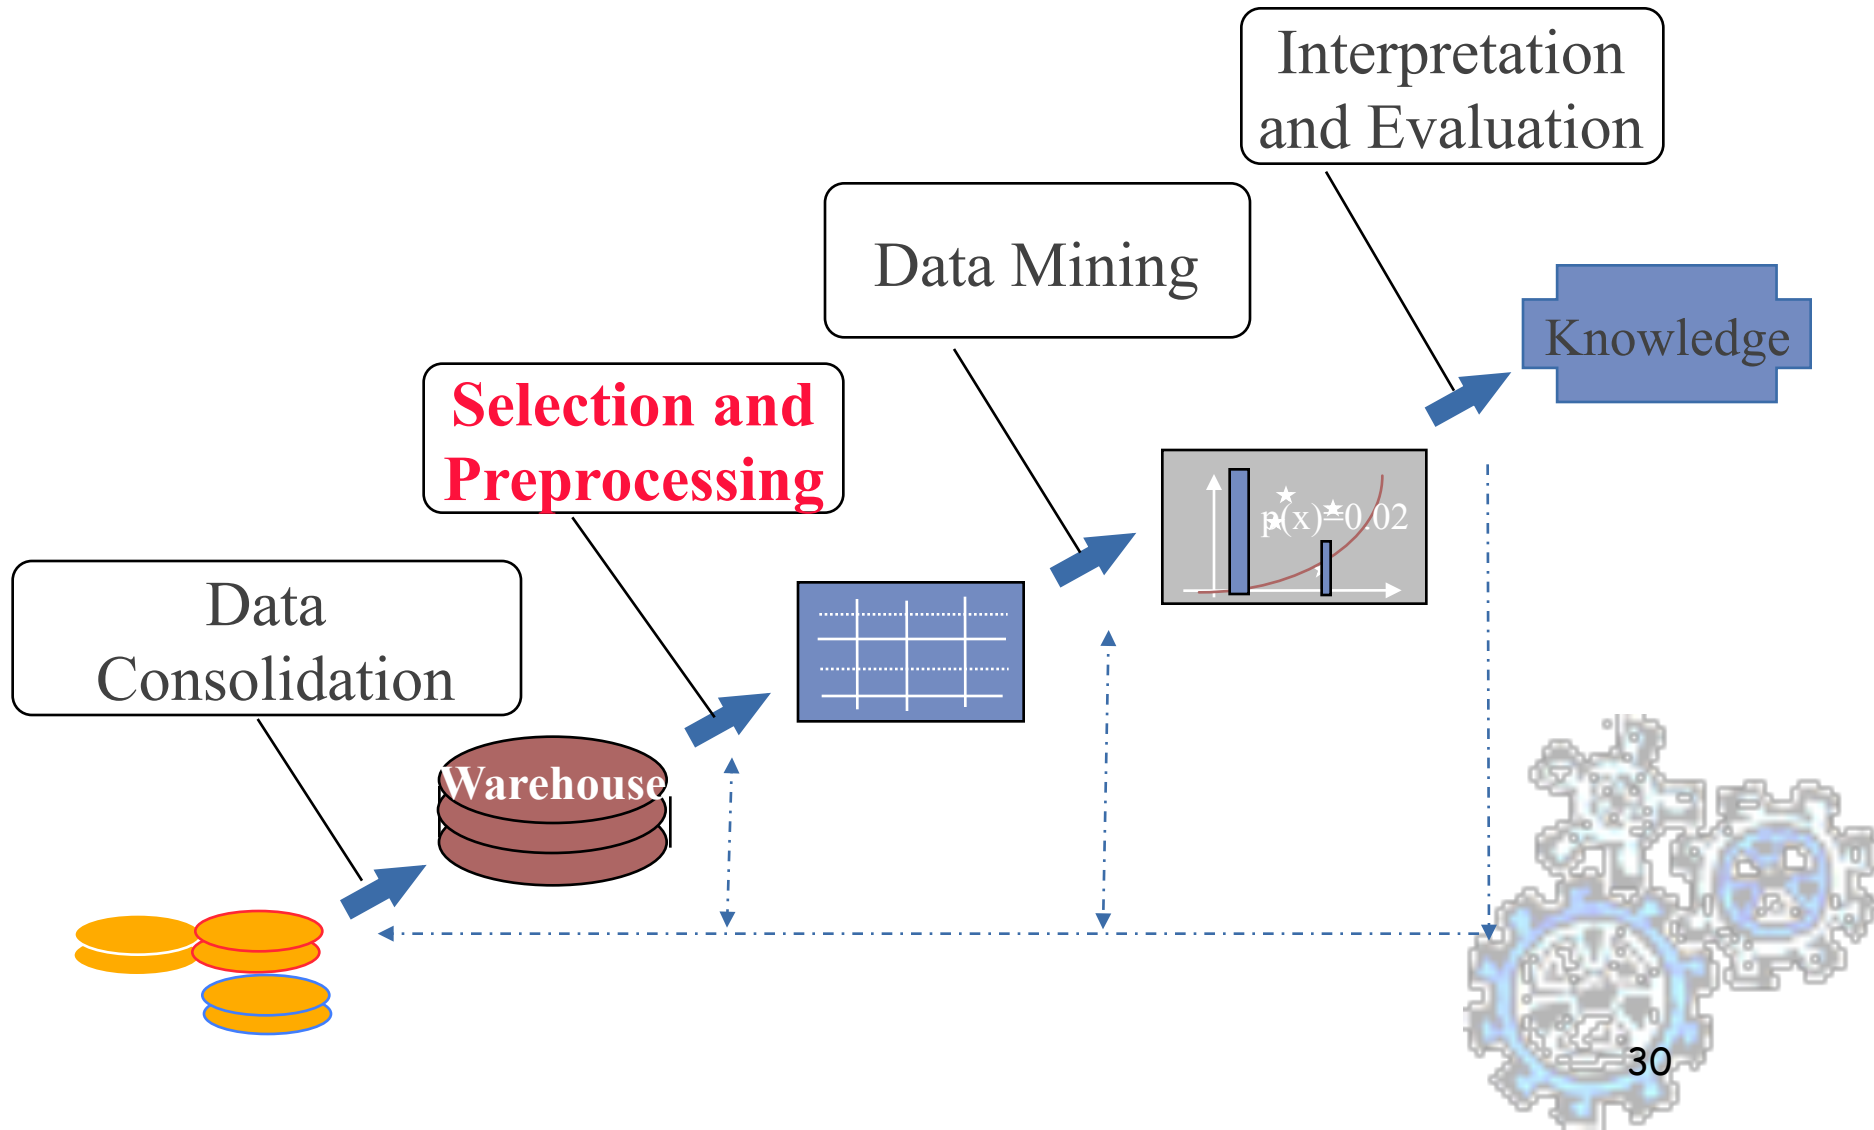 Interpretation
and Evaluation
Data Mining
Knowledge
Selection and
Preprocessing
p(x)=0.02
Data
Consolidation
Warehouse
30